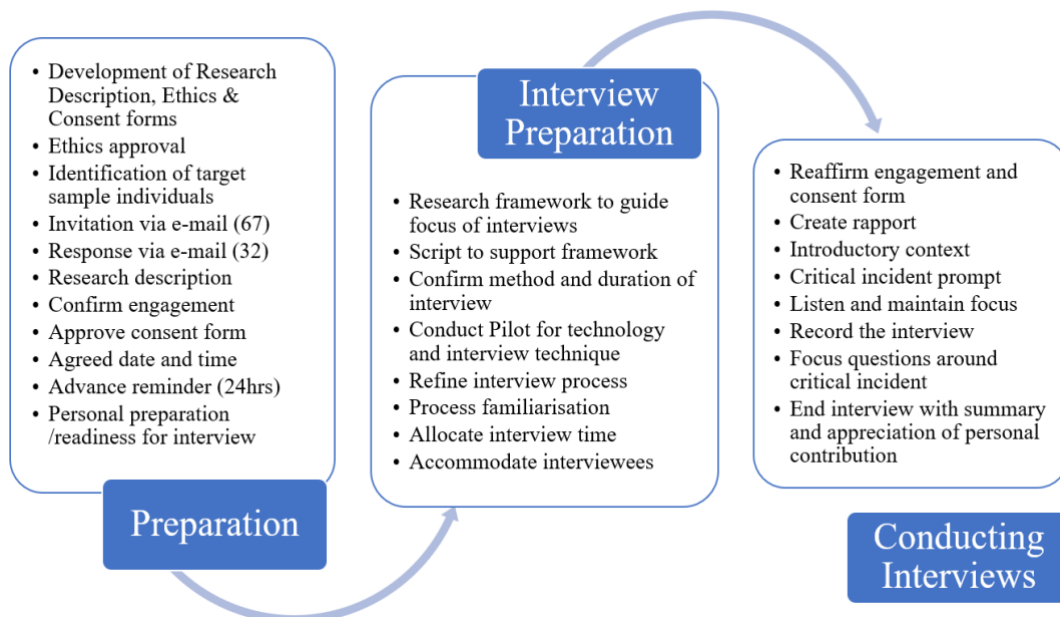 • Development of Research
Description, Ethics &
Consent forms
• Ethics approval
• Identification of target
sample individuals
• Invitation via e-mail (67)
• Response via e-mail (32)
• Research description
• Confirm engagement
• Approve consent form
• Agreed date and time
• Advance reminder (24hrs)
• Personal preparation
/readiness for interview
Preparation
Interview
Preparation
• Research framework to guide
focus of interviews
• Script to support framework
• Confirm method and duration of
interview
• Conduct Pilot for technology
and interview technique
• Refine interview process
• Process familiarisation
• Allocate interview time
• Accommodate interviewees
• Reaffirm engagement and
consent form
• Create rapport
• Introductory context
• Critical incident prompt
• Listen and maintain focus
• Record the interview
• Focus questions around
critical incident
• End interview with summary
and appreciation of personal
contribution
Conducting
Interviews